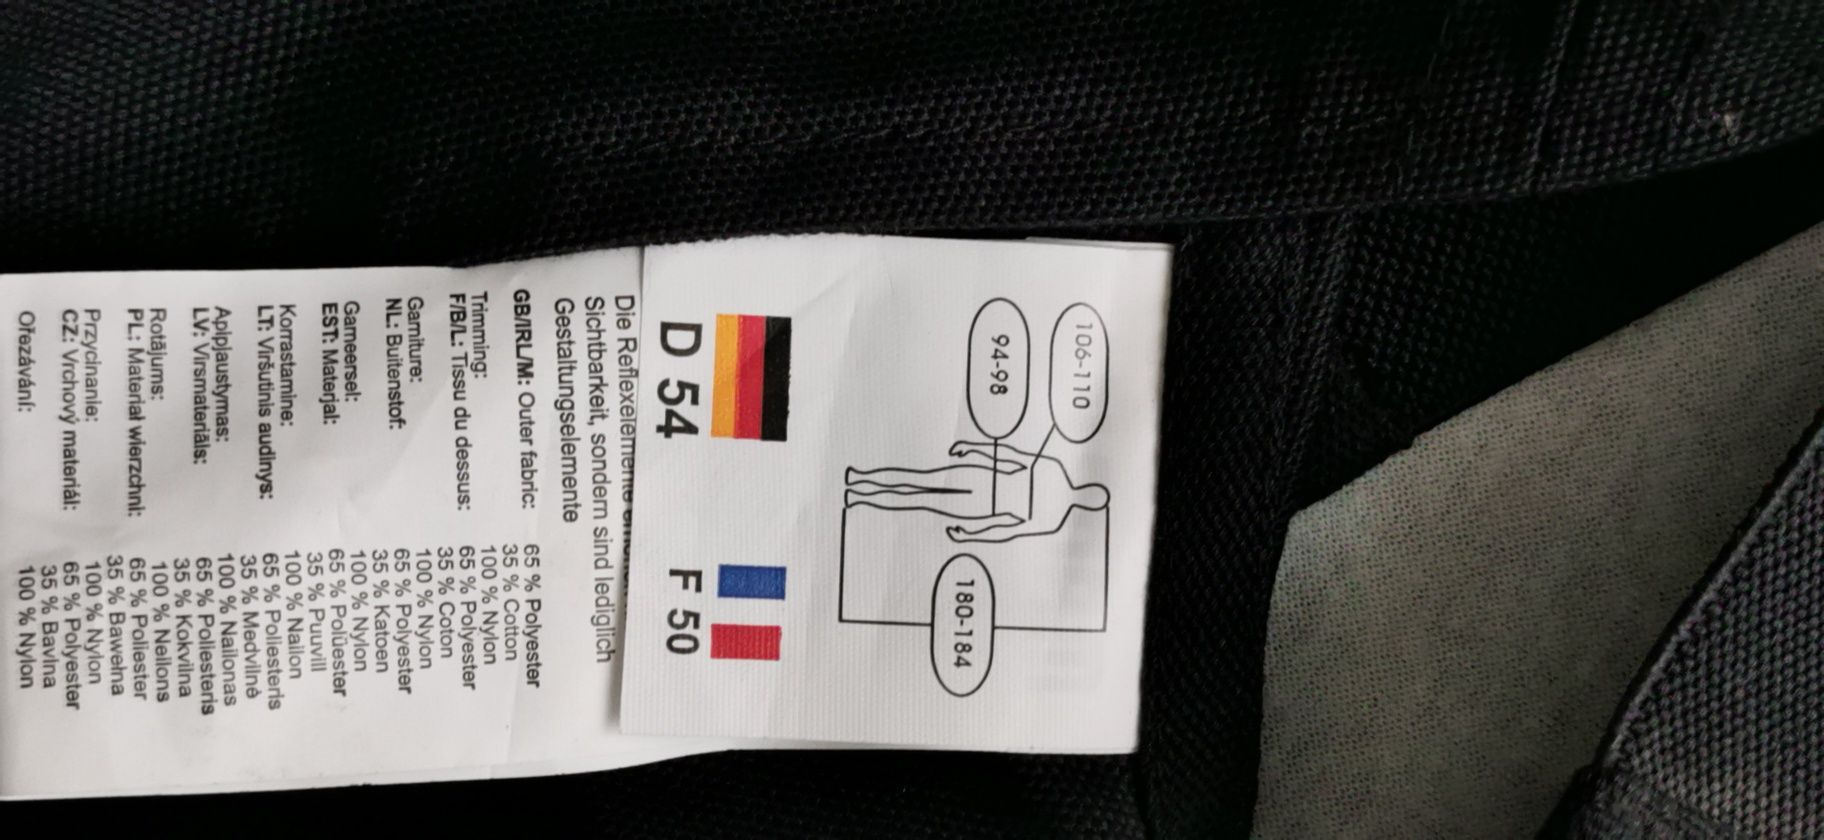 106-110
94-98
180-184
D 54
F 50
Die Reflexelemente
Sichtbarkeit, sondern sind lediglich
Gestaltungselemente
GB/IRL/M: Outer fabric: 65 % Polyester
35 % Cotton
Trimming: 100 % Nylon
F/B/L: Tissu du dessus: 65 % Polyester
35 % Coton
Garniture: 100 % Nylon
NL: Buitenstof: 65 % Polyester
35 % Katoen
Garneersel: 100 % Nylon
EST: Materjal: 65 % Polüester
35 % Puuvill
Korrastamine: 100 % Nailon
LT: Viršutinis audinys: 65 % Poliesteris
35 % Medvilnė
Apipjaustymas: 100 % Nailonas
LV: Virsmateriāls: 65 % Poliesteris
35 % Kokvilna
Rotājums: 100 % Neilons
PL: Materiał wierzchni: 65 % Poliester
35 % Bawełna
Przycinanie: 100 % Nylon
CZ: Vrchový materiál: 65 % Polyester
35 % Bavlna
Ořezávání: 100 % Nylon